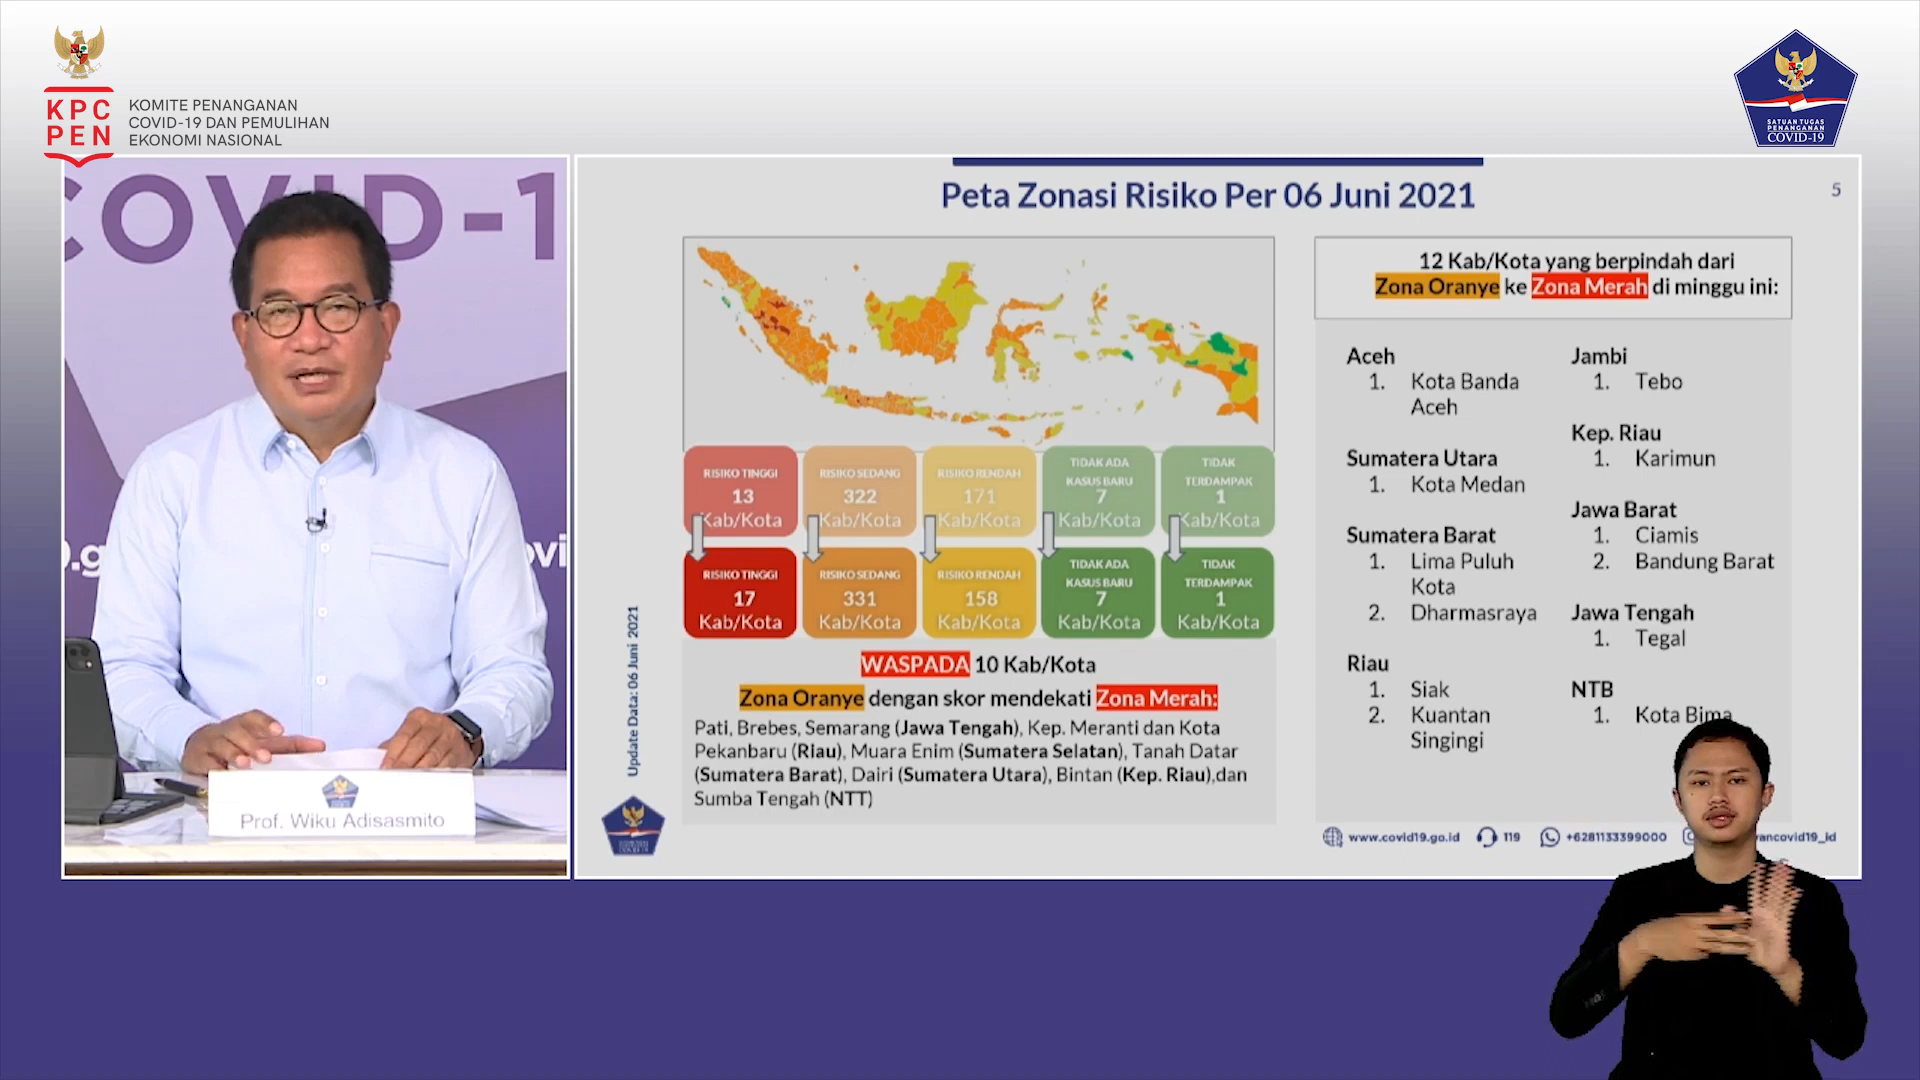 KPC
PEN
KOMITE PENANGANAN
COVID-19 DAN PEMULIHAN
EKONOMI NASIONAL
SATUAN TUGAS
PENANGANAN
COVID-19
COVID-1
Prof. Wiku Adisasmito
Peta Zonasi Risiko Per 06 Juni 2021
5
RISIKO TINGGI
13
Kab/Kota
RISIKO SEDANG
322
Kab/Kota
RISIKO RENDAH
171
Kab/Kota
TIDAK ADA
KASUS BARU
7
Kab/Kota
TIDAK
TERDAMPAK
1
Kab/Kota
RISIKO TINGGI
17
Kab/Kota
RISIKO SEDANG
331
Kab/Kota
RISIKO RENDAH
158
Kab/Kota
TIDAK ADA
KASUS BARU
7
Kab/Kota
TIDAK
TERDAMPAK
1
Kab/Kota
Update Data: 06 Juni 2021
WASPADA 10 Kab/Kota
Zona Oranye dengan skor mendekati Zona Merah:
Pati, Brebes, Semarang (Jawa Tengah), Kep. Meranti dan Kota
Pekanbaru (Riau), Muara Enim (Sumatera Selatan), Tanah Datar
(Sumatera Barat), Dairi (Sumatera Utara), Bintan (Kep. Riau),dan
Sumba Tengah (NTT)
12 Kab/Kota yang berpindah dari
Zona Oranye ke Zona Merah di minggu ini:
Aceh
1. Kota Banda
Aceh
Sumatera Utara
1. Kota Medan
Sumatera Barat
1. Lima Puluh
Kota
2. Dharmasraya
Riau
1. Siak
2. Kuantan
Singingi
Jambi
1. Tebo
Kep. Riau
1. Karimun
Jawa Barat
1. Ciamis
2. Bandung Barat
Jawa Tengah
1. Tegal
NTB
1. Kota Bima
www.covid19.go.id
119
+6281133399000
ancovid19_id